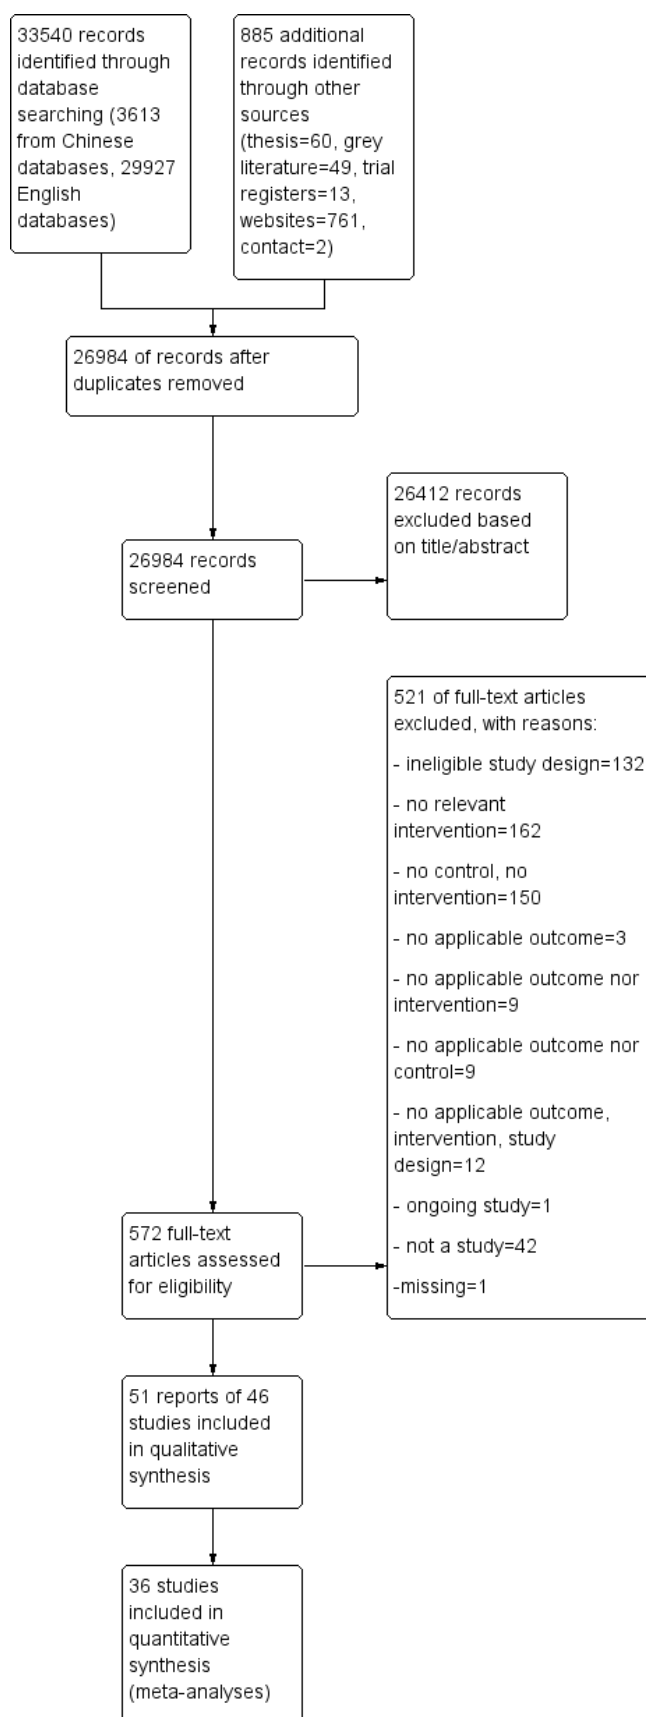 33540 records
identified through
database
searching (3613
from Chinese
databases, 29927
English
databases)
885 additional
records identified
through other
sources
(thesis=60, grey
literature=49, trial
registers=13,
websites=761,
contact=2)
26984 of records after
duplicates removed
26984 records
screened
26412 records
excluded based
on title/abstract
521 of full-text articles
excluded, with reasons:
- ineligible study design=132
- no relevant
intervention=162
- no control, no
intervention=150
- no applicable outcome=3
- no applicable outcome nor
intervention=9
- no applicable outcome nor
control=9
- no applicable outcome,
intervention, study
design=12
- ongoing study=1
- not a study=42
-missing=1
572 full-text
articles assessed
for eligibility
51 reports of 46
studies included
in qualitative
synthesis
36 studies
included in
quantitative
synthesis
(meta-analyses)